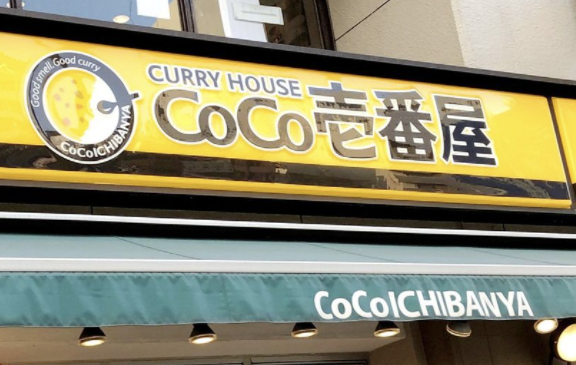 Good smell. Good curry
CoCoICHIBANYA
CURRY HOUSE
CoCo壱番屋
CoCoICHIBANYA